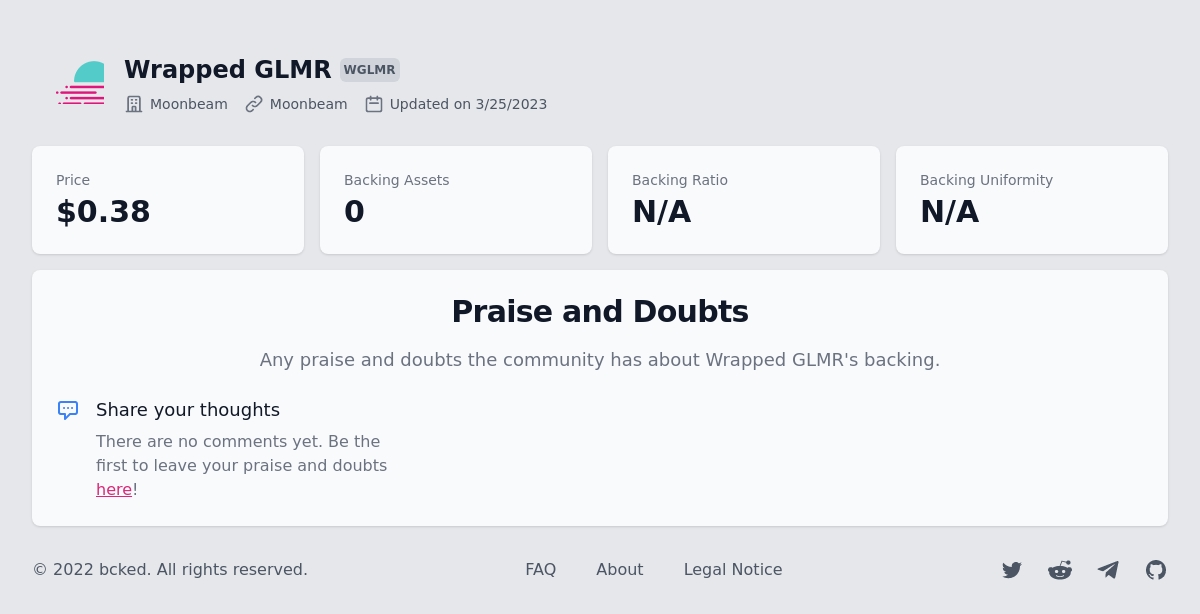 Wrapped GLMR WGLMR
Moonbeam Moonbeam Updated on 3/25/2023
Price
$0.38
Backing Assets
0
Backing Ratio
N/A
Backing Uniformity
N/A
Praise and Doubts
Any praise and doubts the community has about Wrapped GLMR's backing.
Share your thoughts
There are no comments yet. Be the
first to leave your praise and doubts
here!
© 2022 bcked. All rights reserved. FAQ About Legal Notice